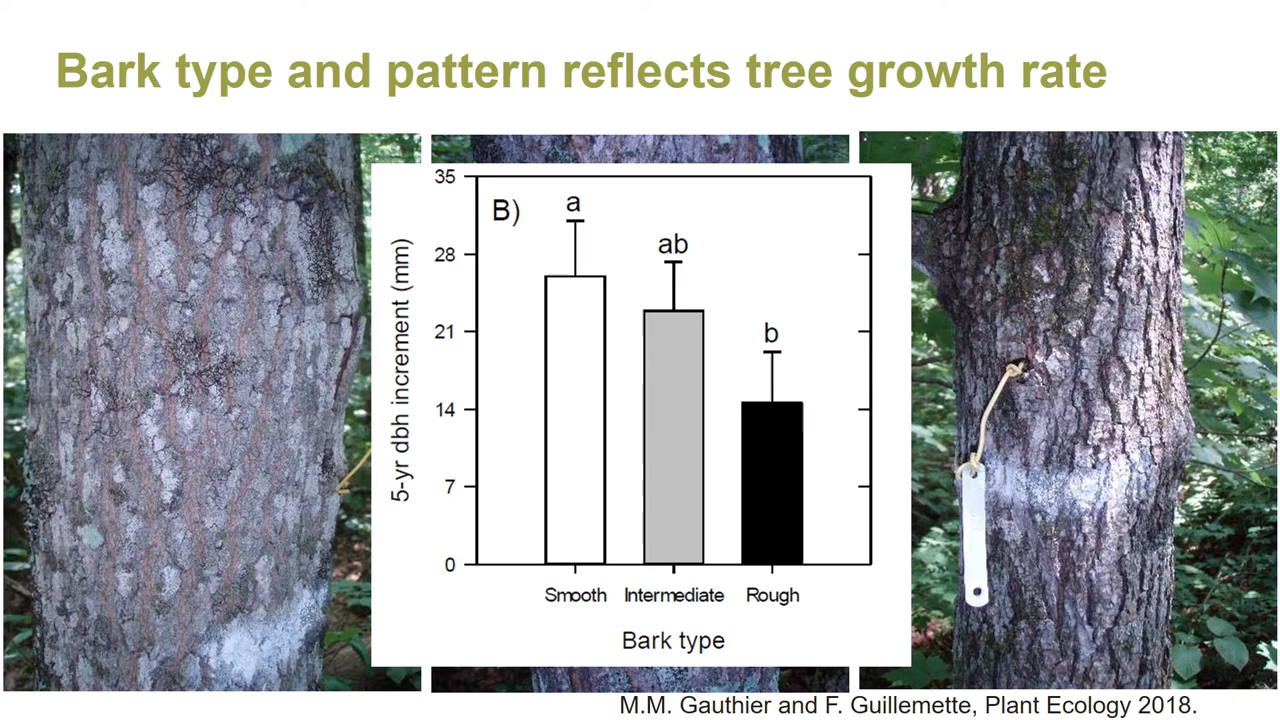 Bark type and pattern reflects tree growth rate
B)
a
ab
b
35
28
21
14
7
0
5-yr dbh increment (mm)
Smooth Intermediate Rough
Bark type
M.M. Gauthier and F. Guillemette, Plant Ecology 2018.